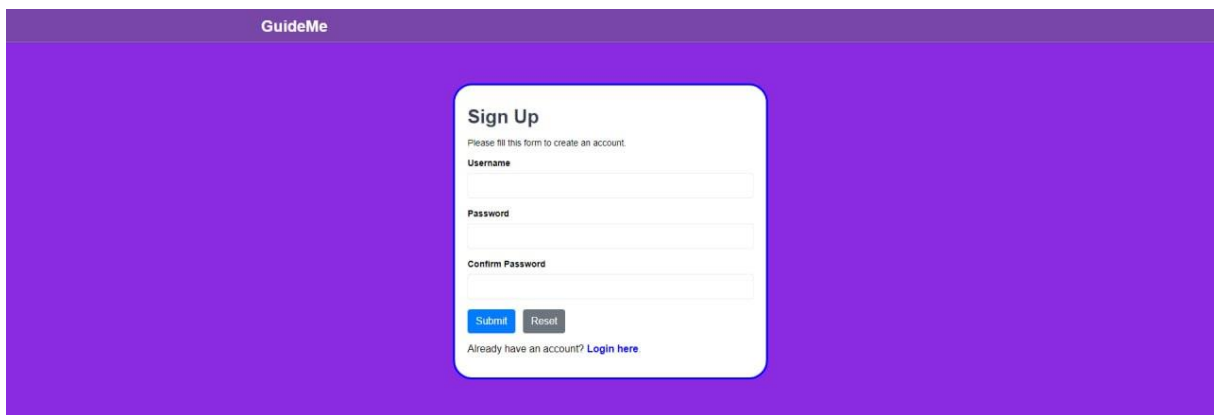 GuideMe
Sign Up
Please fill this form to create an account.
Username
Password
Confirm Password
Submit Reset
Already have an account? Login here.